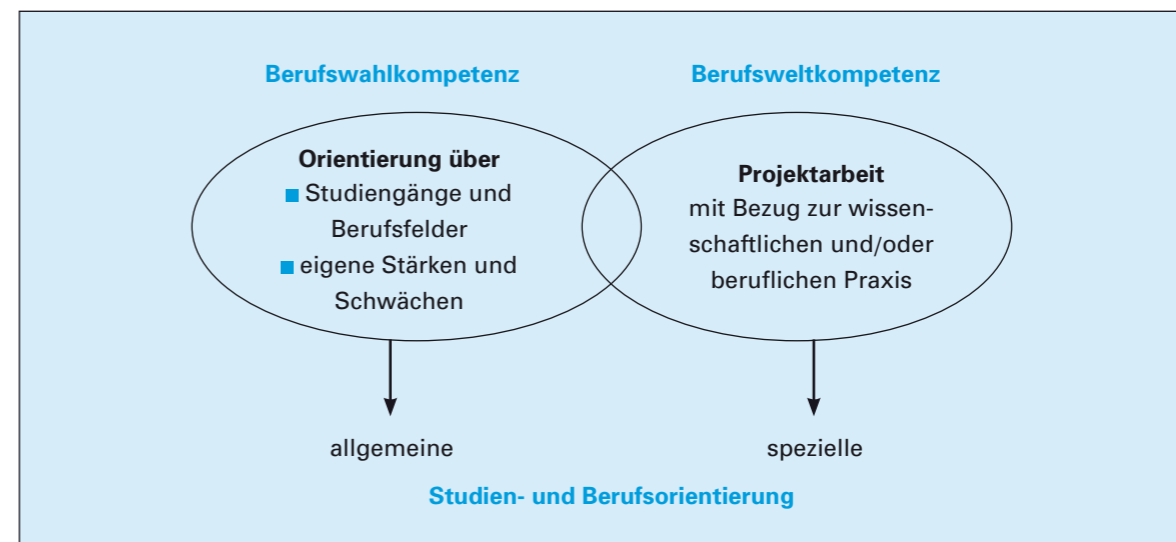 Berufswahlkompetenz
Berufsweltkompetenz
Orientierung über
Studiengänge und
Berufsfelder
eigene Stärken und
Schwächen
Projektarbeit
mit Bezug zur wissen-
schaftlichen und/oder
beruflichen Praxis
allgemeine
spezielle
Studien- und Berufsorientierung